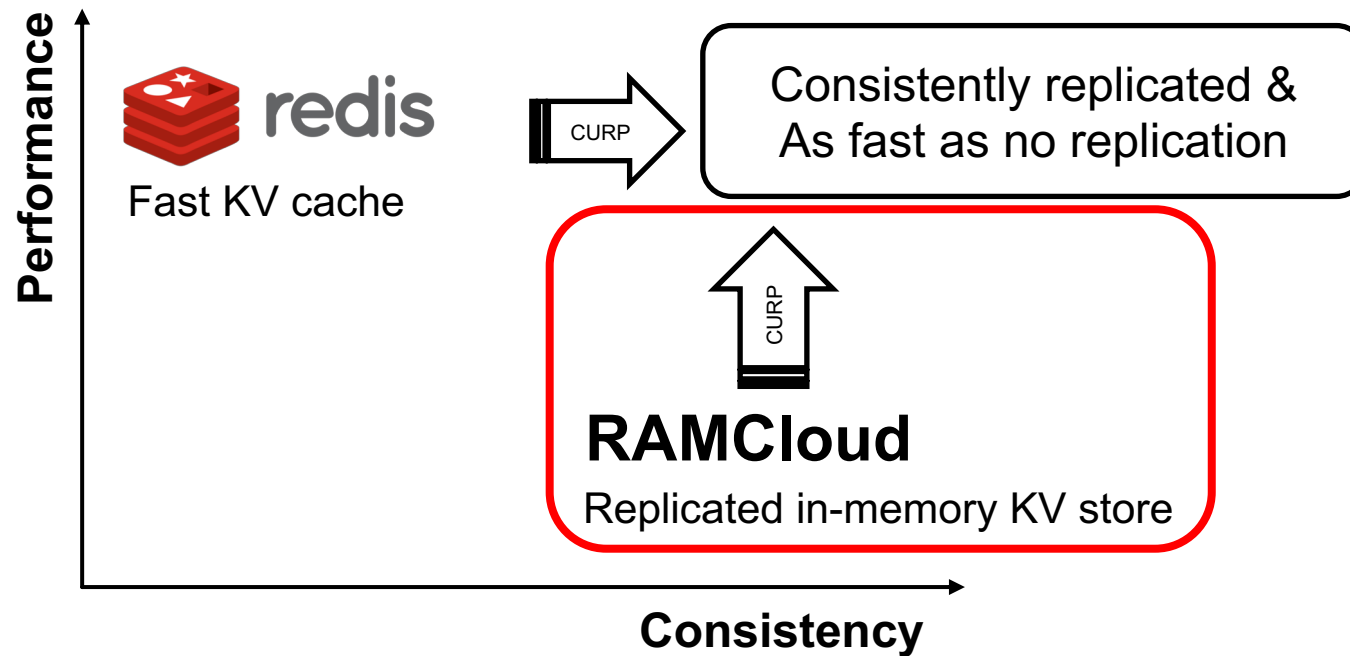 Performance
redis
Fast KV cache
CURP
Consistently replicated &
As fast as no replication
CURP
RAMCloud
Replicated in-memory KV store
Consistency